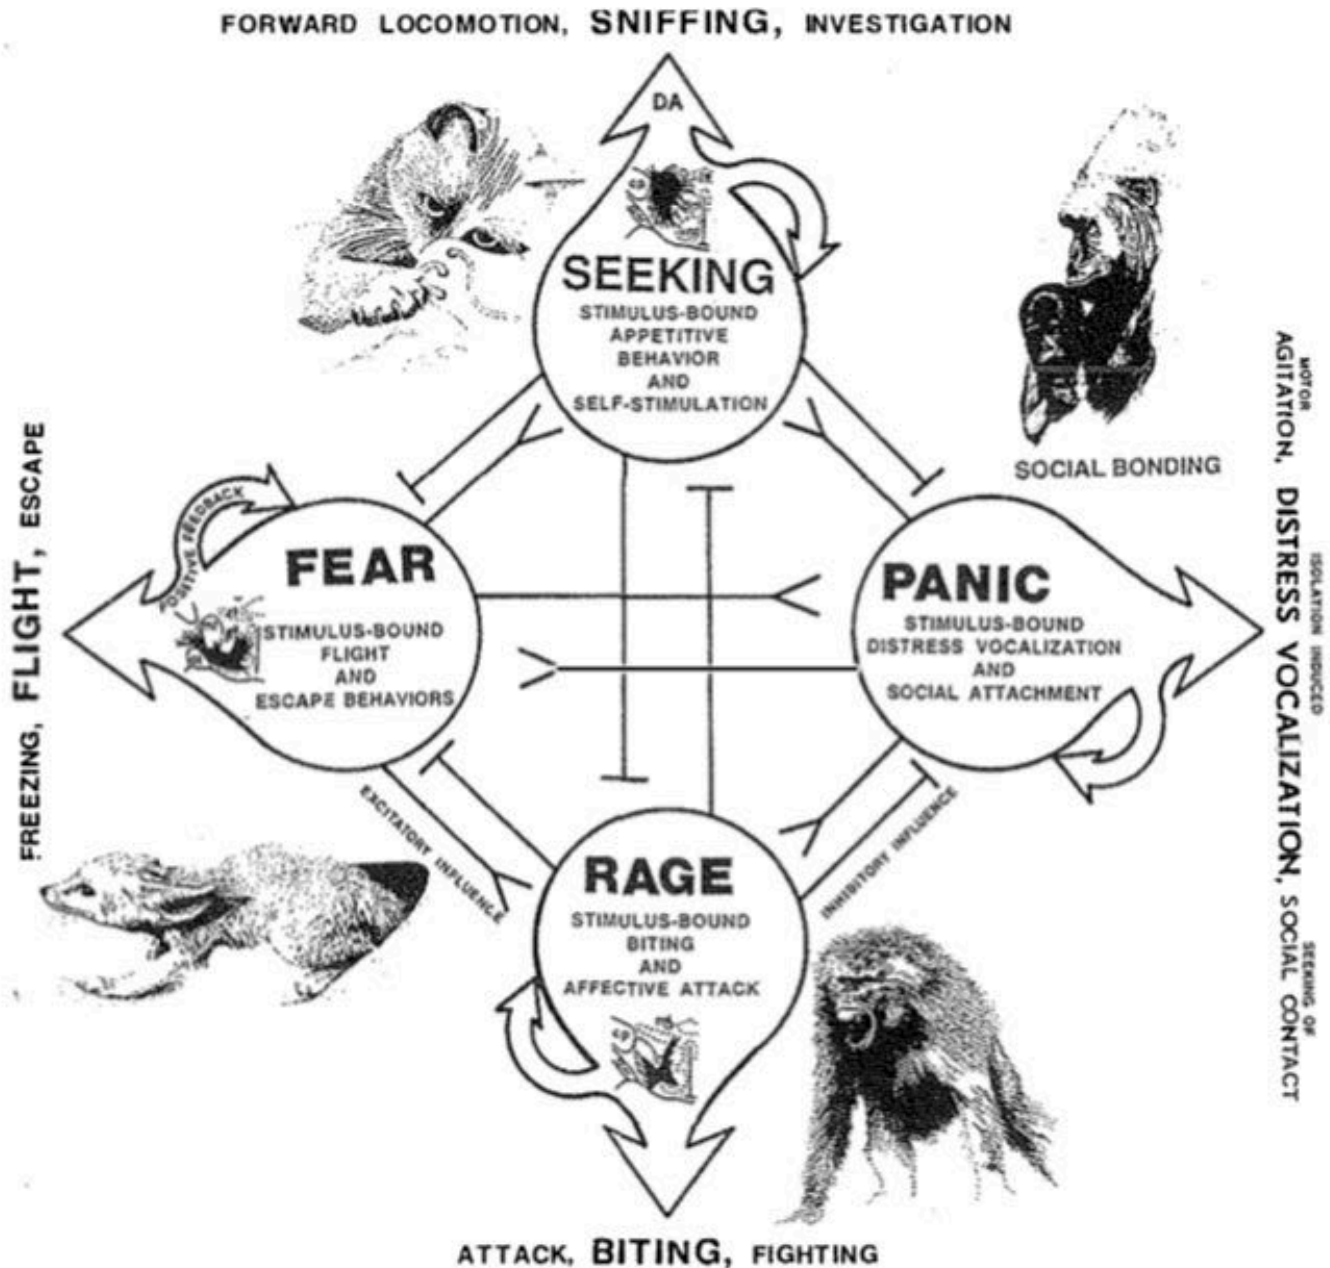 FORWARD LOCOMOTION, SNIFFING, INVESTIGATION
DA
SEEKING
STIMULUS-BOUND
APPETITIVE
BEHAVIOR
AND
SELF-STIMULATION
SOCIAL BONDING
FREEZING, FLIGHT, ESCAPE
POSITIVE FEEDBACK
FEAR
STIMULUS-BOUND
FLIGHT
AND
ESCAPE BEHAVIORS
PANIC
STIMULUS-BOUND
DISTRESS VOCALIZATION
AND
SOCIAL ATTACHMENT
MOTOR
AGITATION, DISTRESS VOCALIZATION, SOCIAL CONTACT
ISOLATION INDUCED
SEEKING OF
EXCITATORY INFLUENCE
INHIBITORY INFLUENCE
RAGE
STIMULUS-BOUND
BITING
AND
AFFECTIVE ATTACK
ATTACK, BITING, FIGHTING